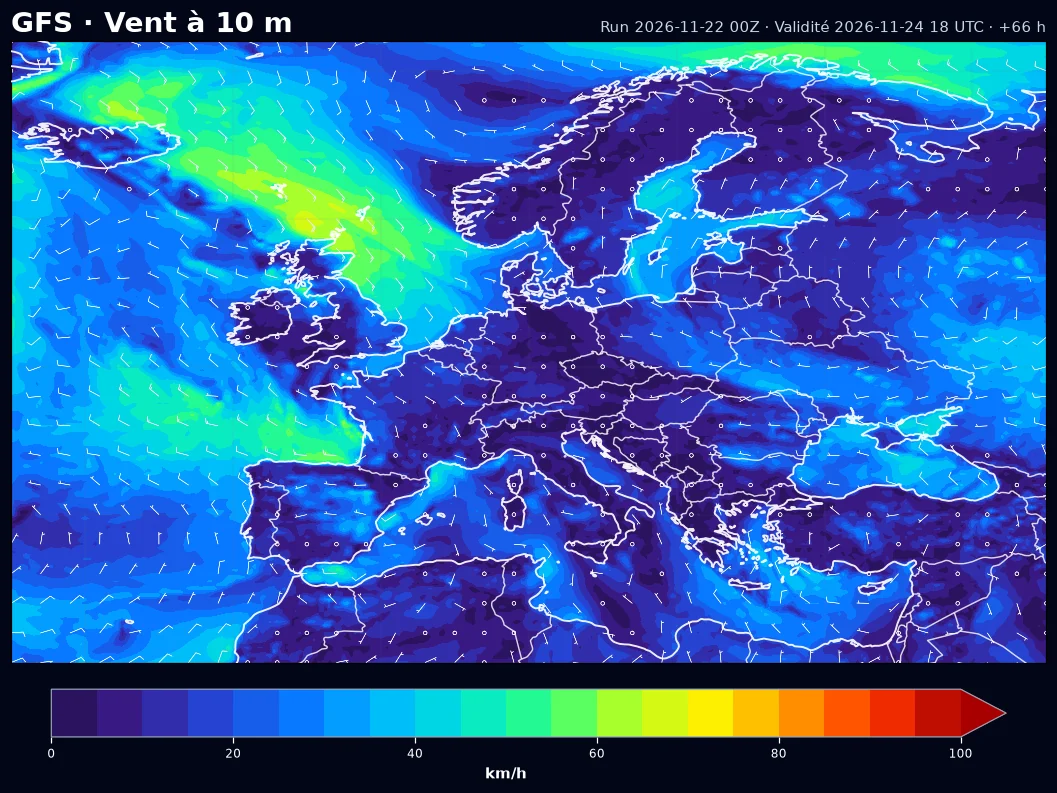 GFS · Vent à 10 m
Run 2026-11-22 00Z · Validité 2026-11-24 18 UTC · +66 h
0 20 40 60 80 100
km/h